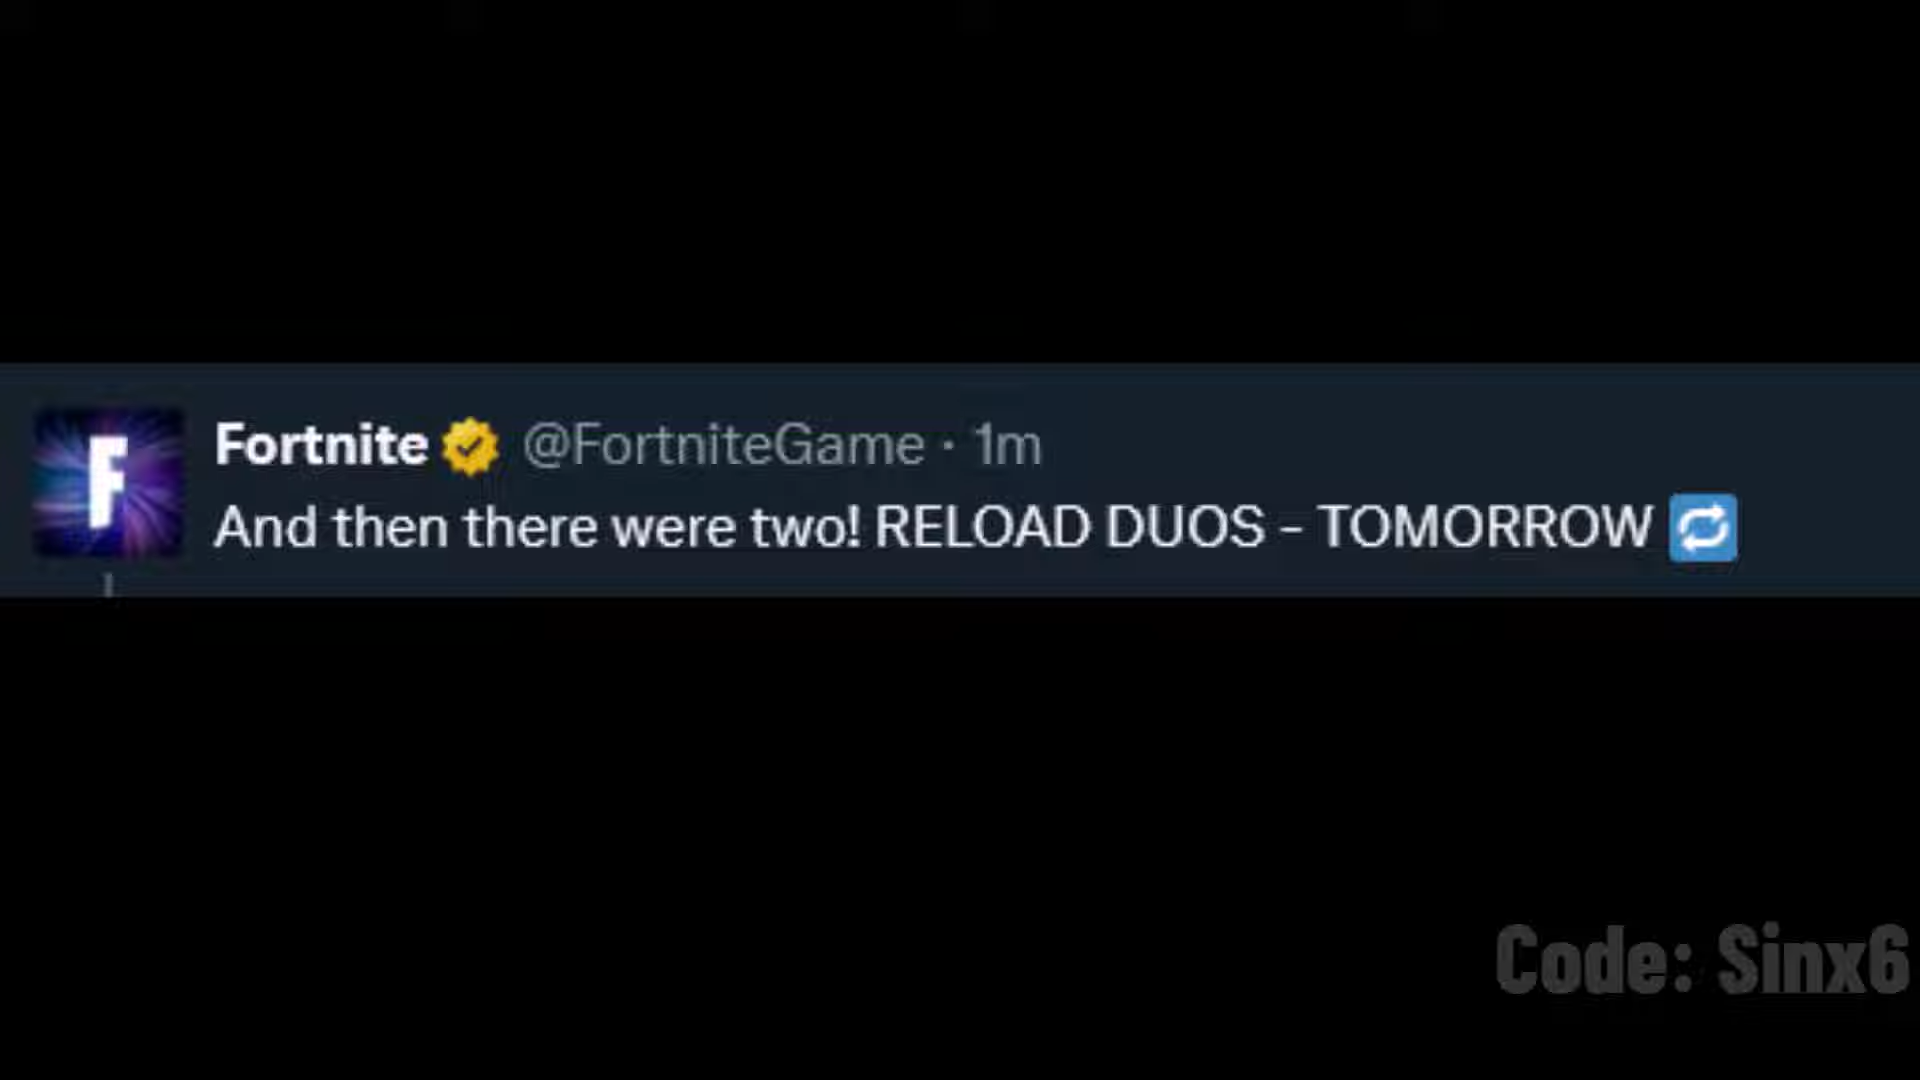 F
Fortnite @FortniteGame · 1m
And then there were two! RELOAD DUOS - TOMORROW 🔁
Code: Sinx6